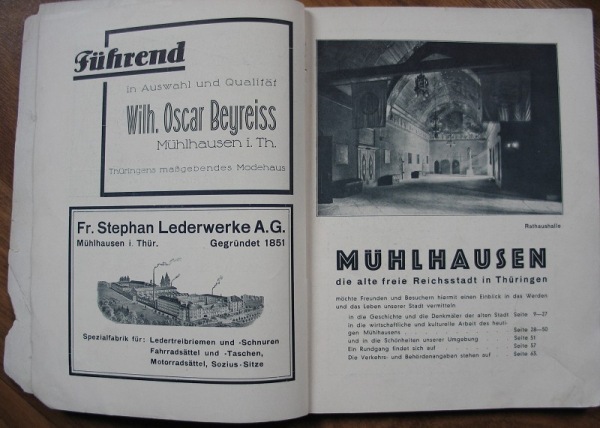 Führend
in Auswahl und Qualität
Wilh. Oscar Beyreiss
Mühlhausen i. Th.
Thüringens maßgebendes Modehaus
Fr. Stephan Lederwerke A.G.
Mühlhausen i. Thür. Gegründet 1851
Spezialfabrik für: Ledertreibriemen und -Schnuren
Fahrradsättel und -Taschen,
Motorradsättel, Sozius-Sitze
Rathaushalle
MÜHLHAUSEN
die alte freie Reichsstadt in Thüringen
möchte Freunden und Besuchern hiermit einen Einblick in das Werden
und das Leben unserer Stadt vermitteln
in die Geschichte und die Denkmäler der alten Stadt Seite 9—27
in die wirtschaftliche und kulturelle Arbeit des heuti-
gen Mühlhausens . . . . Seite 28—50
und in die Schönheiten unserer Umgebung . . Seite 51
Ein Rundgang findet sich auf . . . . Seite 57
Die Verkehrs- und Behördenangaben stehen auf . Seite 63.